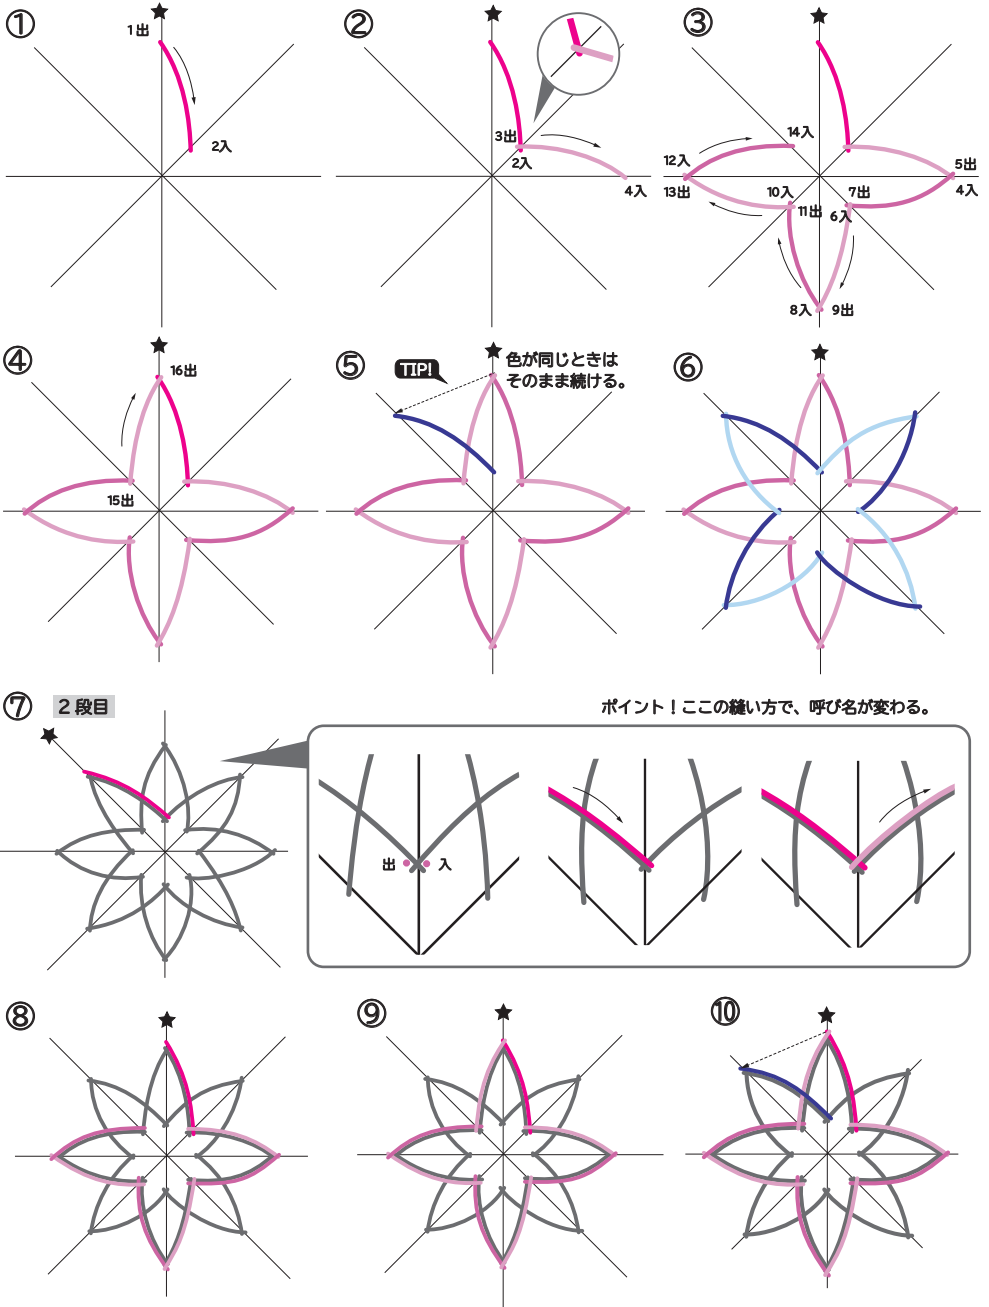 ①
1出
2入
②
3出
2入
4入
③
14入
12入
13出
5出
4入
10入
11出
7出
6入
8入
9出
④
16出
15出
⑤
TIP!
色が同じときは
そのまま続ける。
⑥
⑦
2段目
ポイント！ここの縫い方で、呼び名が変わる。
出
入
⑧
⑨
⑩